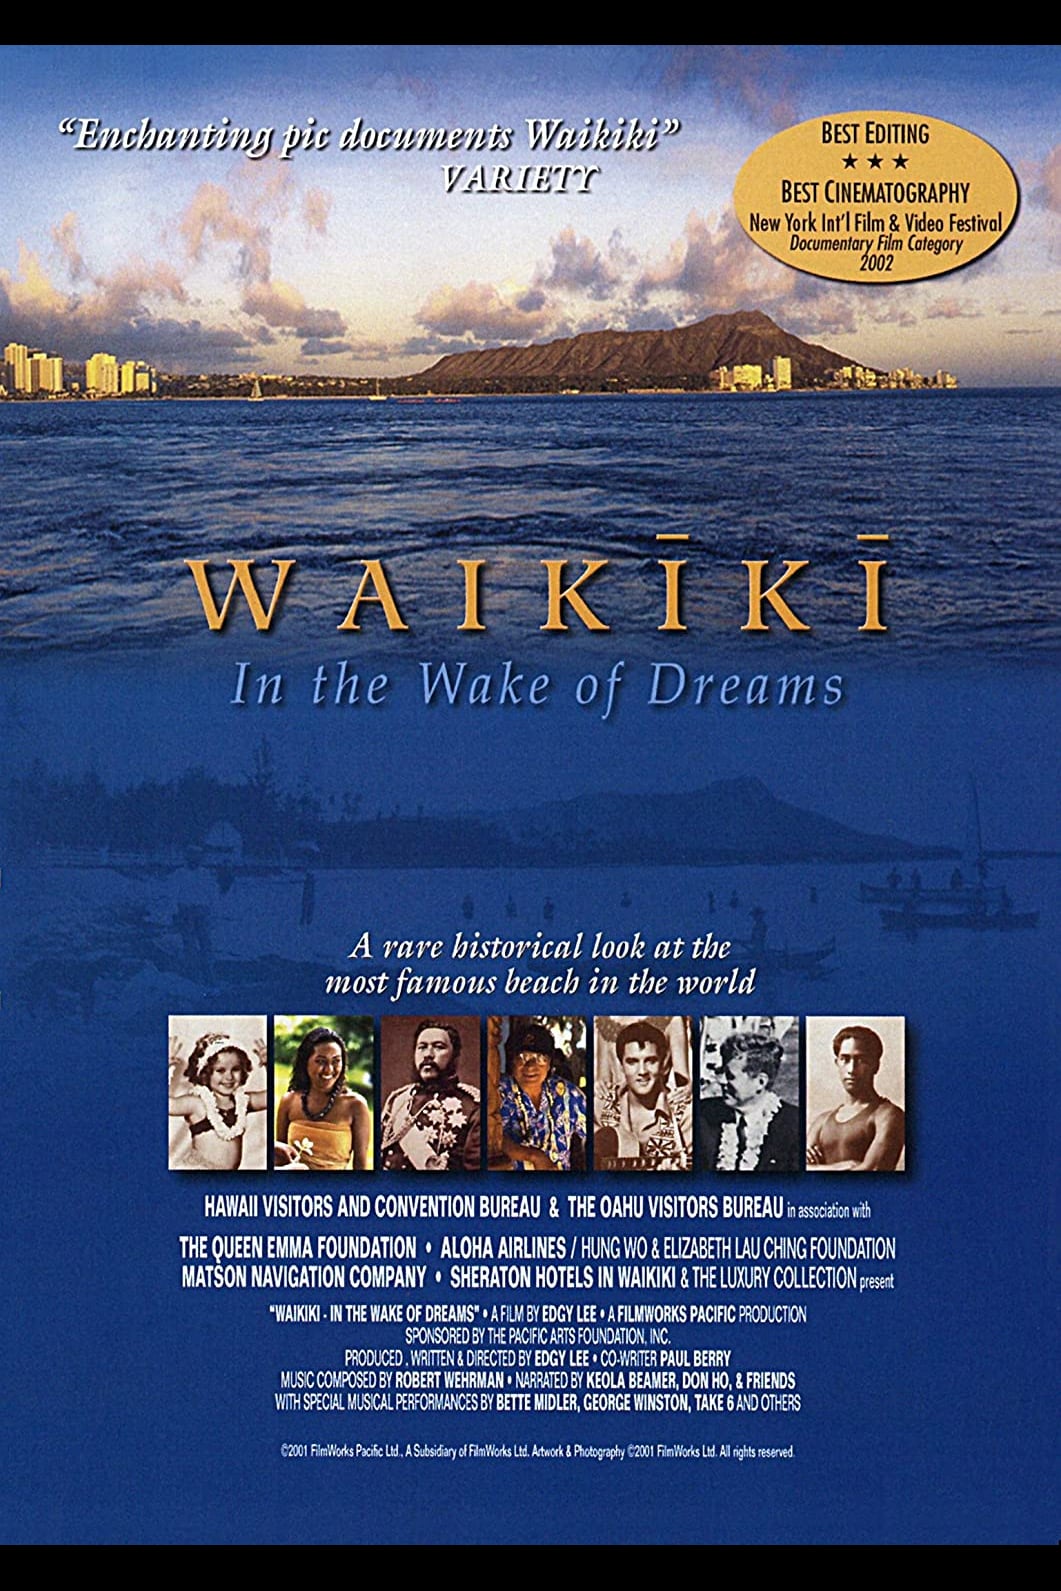 “Enchanting pic documents Waikiki”
VARIETY
BEST EDITING
★ ★ ★
BEST CINEMATOGRAPHY
New York Int'l Film & Video Festival
Documentary Film Category
2002
WAIKĪKĪ
In the Wake of Dreams
A rare historical look at the
most famous beach in the world
HAWAII VISITORS AND CONVENTION BUREAU & THE OAHU VISITORS BUREAU in association with
THE QUEEN EMMA FOUNDATION • ALOHA AIRLINES / HUNG WO & ELIZABETH LAU CHING FOUNDATION
MATSON NAVIGATION COMPANY • SHERATON HOTELS IN WAIKIKI & THE LUXURY COLLECTION present
"WAIKIKI - IN THE WAKE OF DREAMS" • A FILM BY EDGY LEE • A FILMWORKS PACIFIC PRODUCTION
SPONSORED BY THE PACIFIC ARTS FOUNDATION, INC.
PRODUCED . WRITTEN & DIRECTED BY EDGY LEE • CO-WRITER PAUL BERRY
MUSIC COMPOSED BY ROBERT WEHRMAN • NARRATED BY KEOLA BEAMER, DON HO, & FRIENDS
WITH SPECIAL MUSICAL PERFORMANCES BY BETTE MIDLER, GEORGE WINSTON, TAKE 6 AND OTHERS
©2001 FilmWorks Pacific Ltd., A Subsidiary of FilmWorks Ltd. Artwork & Photography ©2001 FilmWorks Ltd. All rights reserved.